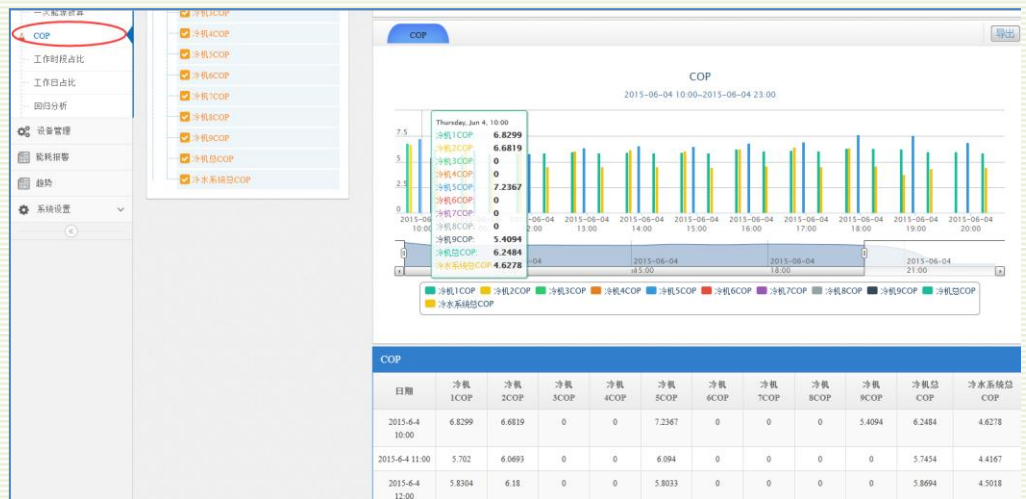 一次能源折算
COP
工作时段占比
工作日占比
回归分析
设备管理
能耗报警
趋势
系统设置
冷机3COP
冷机4COP
冷机5COP
冷机6COP
冷机7COP
冷机8COP
冷机9COP
冷机总COP
冷水系统总COP
COP
导出
COP
2015-06-04 10:00~2015-06-04 23:00
7.5
5
2.5
0
Thursday, Jun 4, 10:00
冷机1COP: 6.8299
冷机2COP: 6.6819
冷机3COP: 0
冷机4COP: 0
冷机5COP: 7.2367
冷机6COP: 0
冷机7COP: 0
冷机8COP: 0
冷机9COP: 5.4094
冷机总COP: 6.2484
冷水系统总COP: 4.6278
2015-06-04 2015-06-04 2015-06-04 2015-06-04 2015-06-04 2015-06-04 2015-06-04 2015-06-04
13:00 14:00 15:00 16:00 17:00 18:00 19:00 20:00
2015-06-04 2015-06-04 2015-06-04
15:00 18:00 21:00
冷机1COP 冷机2COP 冷机3COP 冷机4COP 冷机5COP 冷机6COP 冷机7COP 冷机8COP 冷机9COP 冷机总COP
冷水系统总COP
COP
日期 冷机1COP 冷机2COP 冷机3COP 冷机4COP 冷机5COP 冷机6COP 冷机7COP 冷机8COP 冷机9COP 冷机总COP 冷水系统总COP
2015-6-4 10:00 6.8299 6.6819 0 0 7.2367 0 0 0 5.4094 6.2484 4.6278
2015-6-4 11:00 5.702 6.0693 0 0 6.094 0 0 0 0 5.7454 4.4167
2015-6-4 12:00 5.8304 6.18 0 0 5.8033 0 0 0 0 5.8694 4.5018